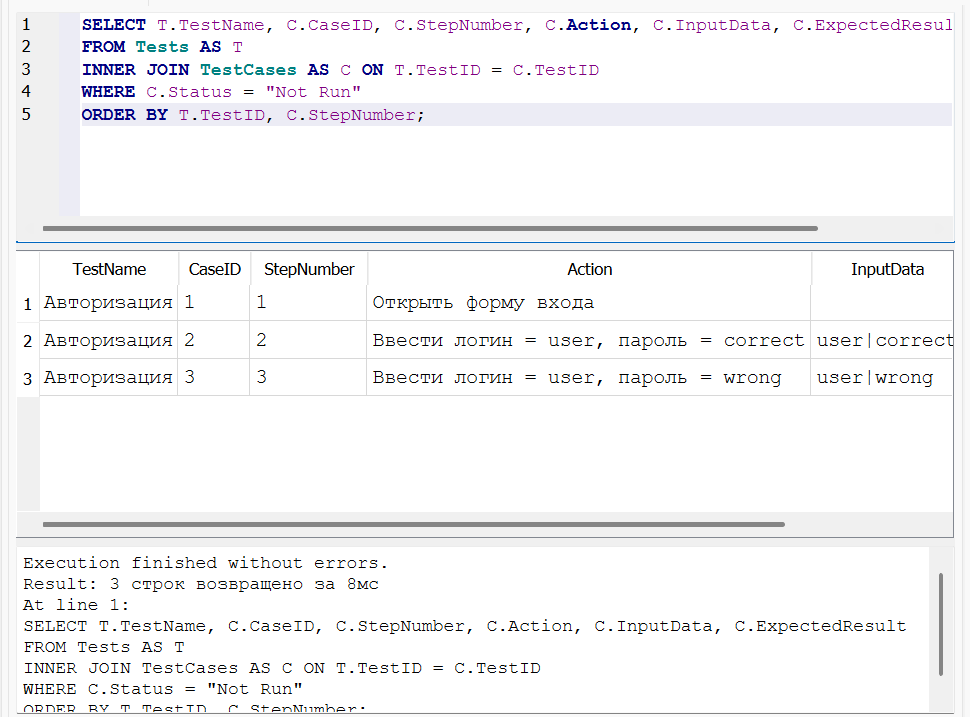 1 SELECT T.TestName, C.CaseID, C.StepNumber, C.Action, C.InputData, C.ExpectedResul
2 FROM Tests AS T
3 INNER JOIN TestCases AS C ON T.TestID = C.TestID
4 WHERE C.Status = "Not Run"
5 ORDER BY T.TestID, C.StepNumber;
TestName CaseID StepNumber Action InputData
1 Авторизация 1 1 Открыть форму входа
2 Авторизация 2 2 Ввести логин = user, пароль = correct user|correct
3 Авторизация 3 3 Ввести логин = user, пароль = wrong user|wrong
Execution finished without errors.
Result: 3 строк возвращено за 8мс
At line 1:
SELECT T.TestName, C.CaseID, C.StepNumber, C.Action, C.InputData, C.ExpectedResult
FROM Tests AS T
INNER JOIN TestCases AS C ON T.TestID = C.TestID
WHERE C.Status = "Not Run"
ORDER BY T.TestID, C.StepNumber;